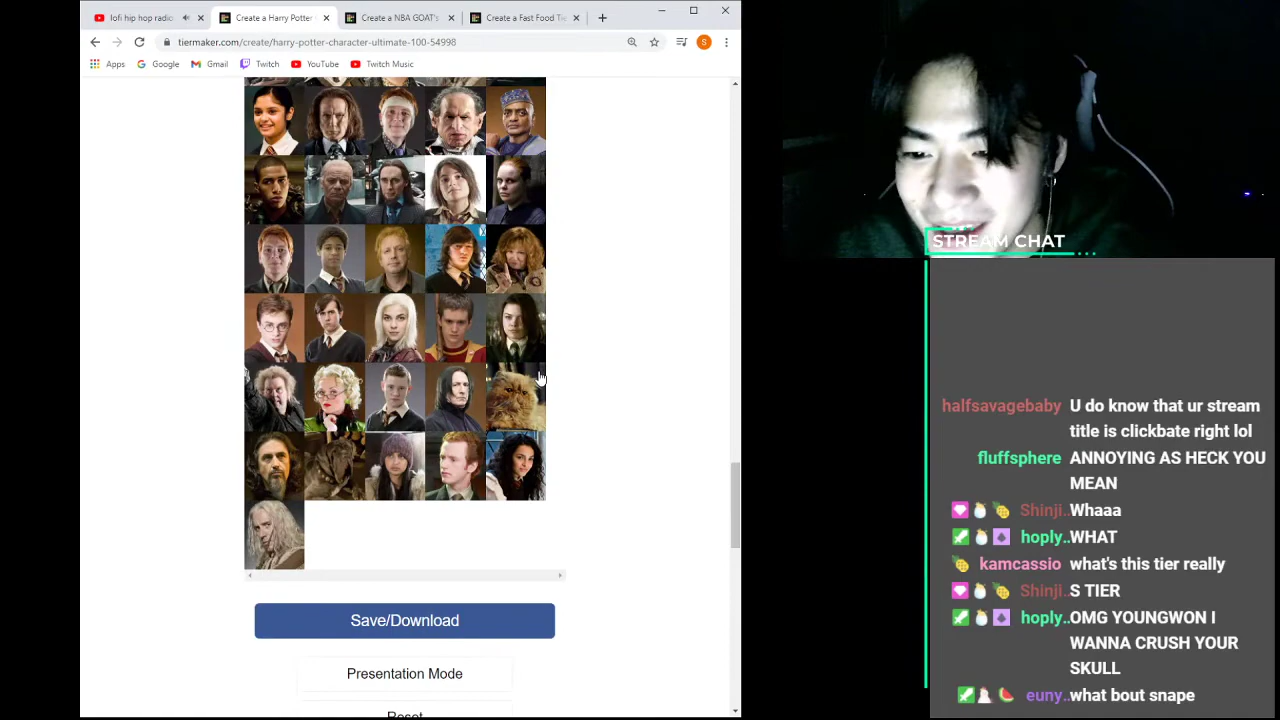 lofi hip hop radio
Create a Harry Potter
Create a NBA GOAT's
Create a Fast Food Tie
tiermaker.com/create/harry-potter-character-ultimate-100-54998
S
Apps
Google
Gmail
Twitch
YouTube
Twitch Music
Save/Download
Presentation Mode
Reset
STREAM CHAT
halfsavagebaby U do know that ur stream
title is clickbate right lol
fluffsphere ANNOYING AS HECK YOU
MEAN
Shinji.. Whaaa
hoply.. WHAT
kamcassio what's this tier really
Shinji.. S TIER
hoply.. OMG YOUNGWON I
WANNA CRUSH YOUR
SKULL
euny.. what bout snape